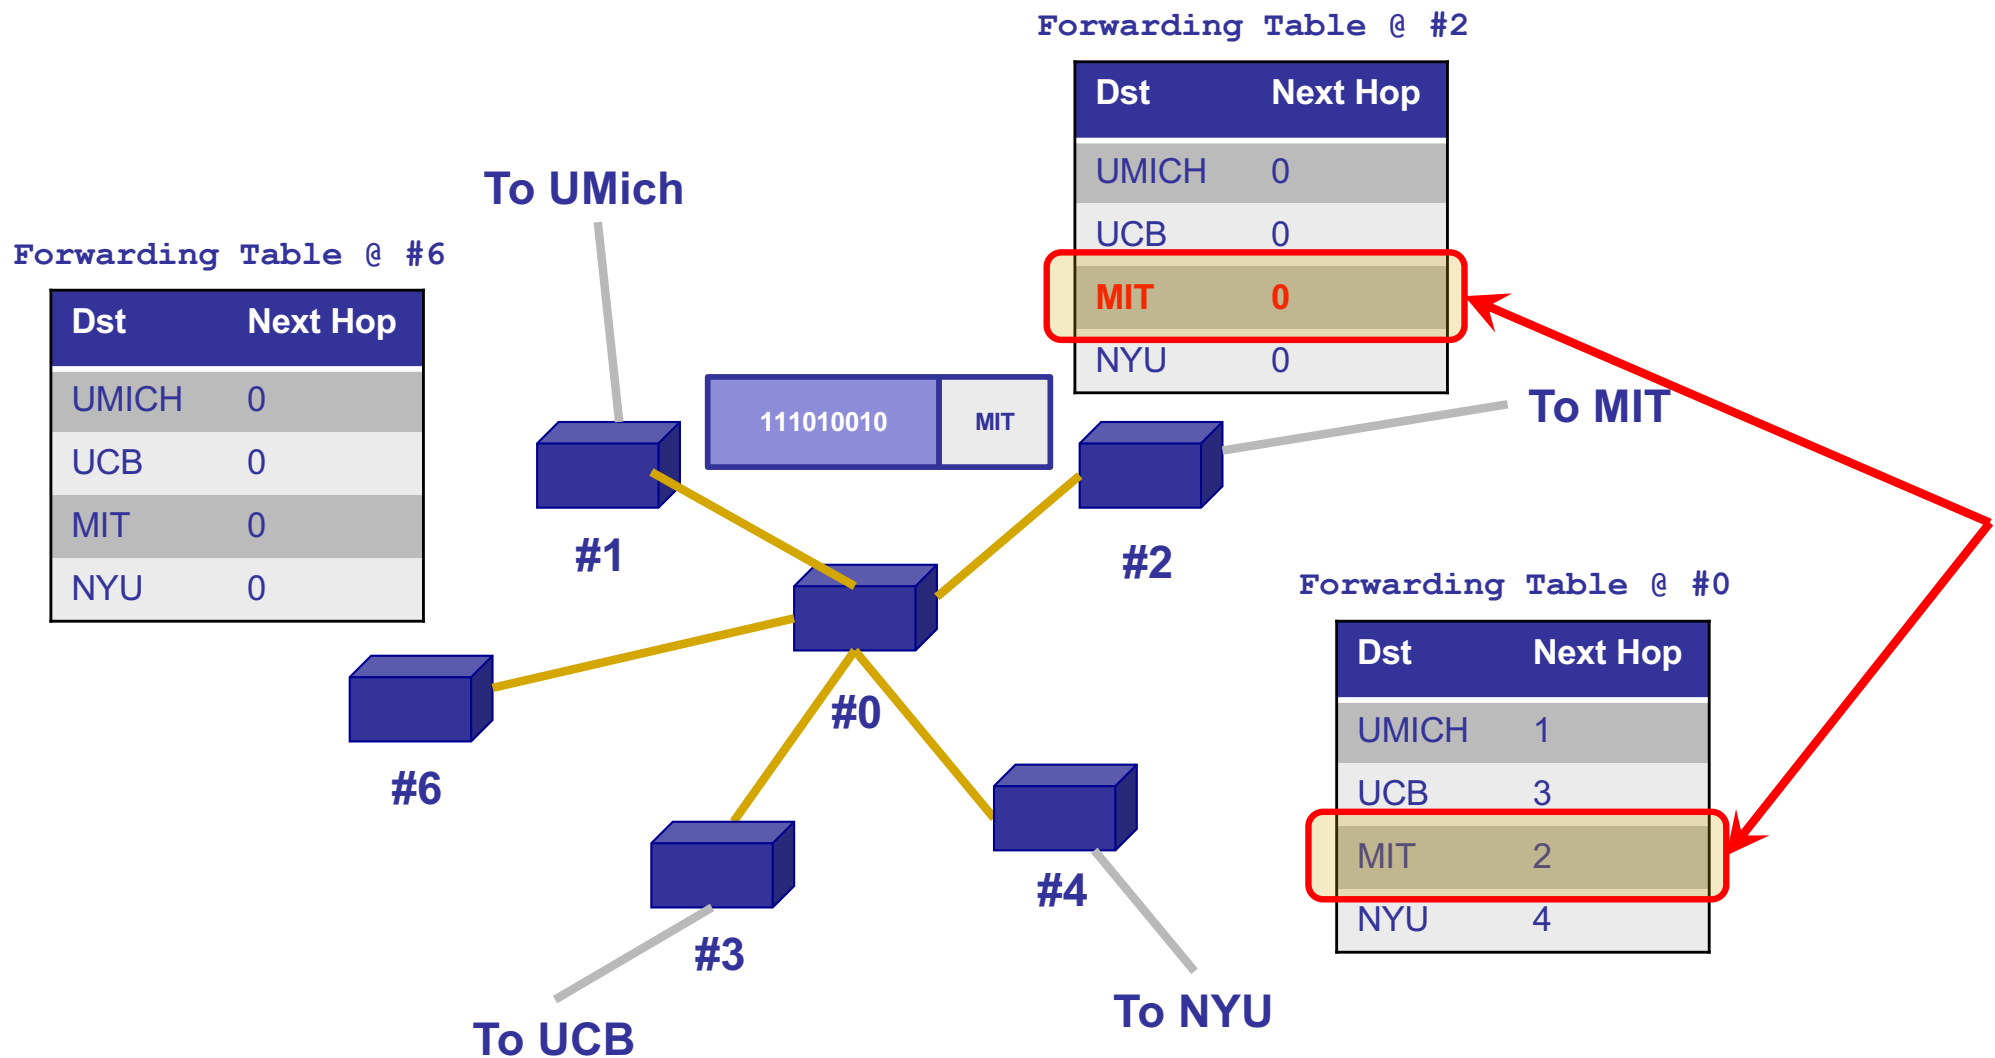 Forwarding Table @ #2
Dst Next Hop
UMICH 0
UCB 0
MIT 0
NYU 0
To UMich
Forwarding Table @ #6
Dst Next Hop
UMICH 0
UCB 0
MIT 0
NYU 0
111010010 MIT
To MIT
#1
#2
#0
#6
#3
#4
To UCB
To NYU
Forwarding Table @ #0
Dst Next Hop
UMICH 1
UCB 3
MIT 2
NYU 4